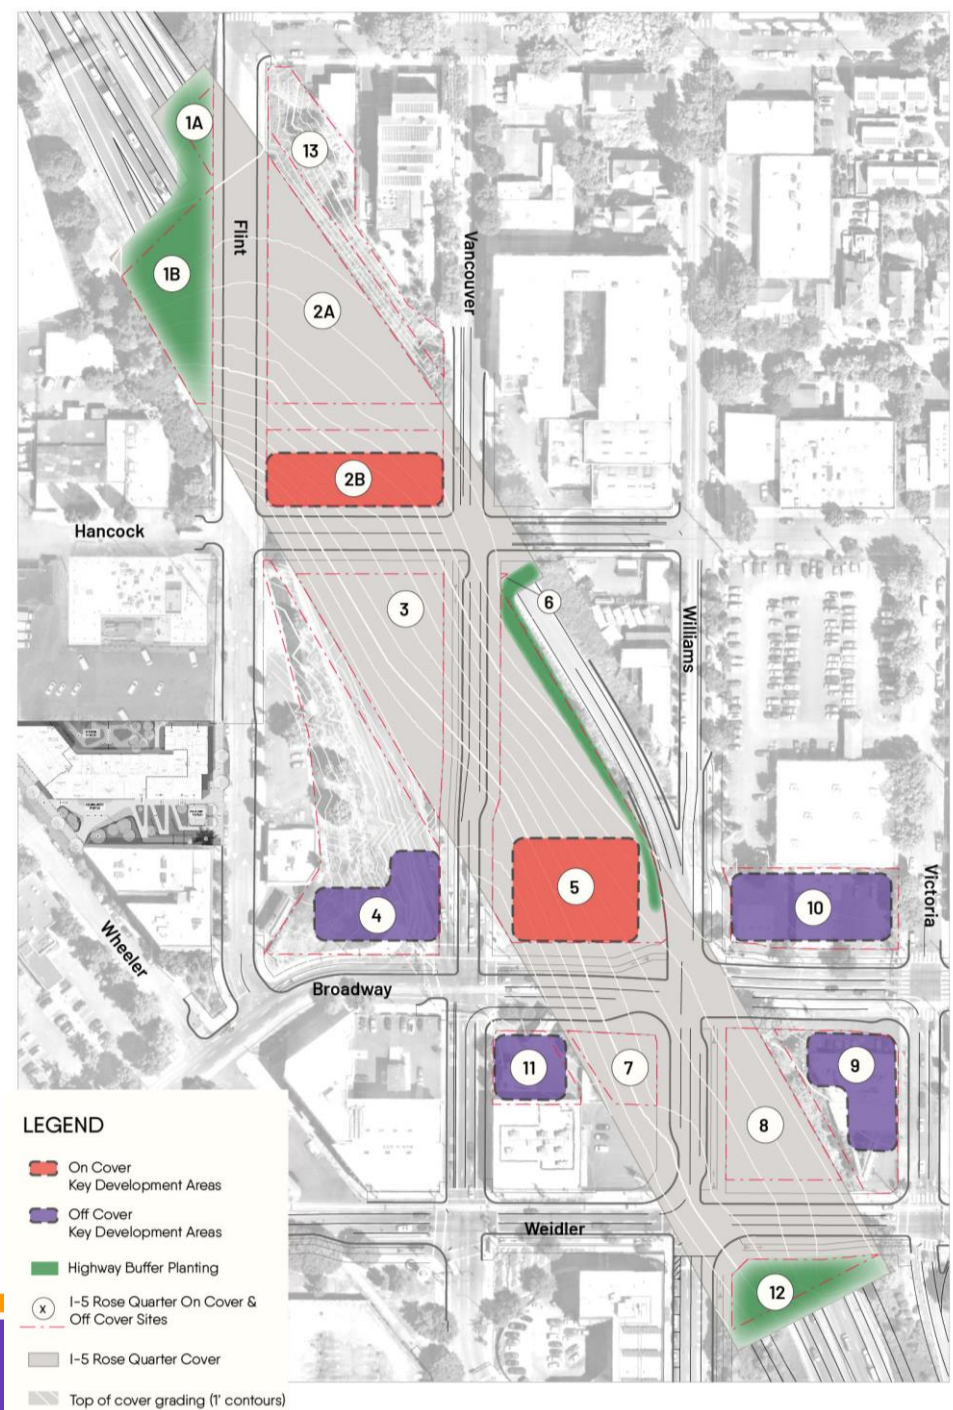 1A
13
Flint
Vancouver
1B
2A
2B
Hancock
3
6
Williams
5
10
Victoria
4
Wheeler
Broadway
11
7
9
8
Weidler
12
LEGEND
On Cover
Key Development Areas
Off Cover
Key Development Areas
Highway Buffer Planting
x
I-5 Rose Quarter On Cover &
Off Cover Sites
I-5 Rose Quarter Cover
Top of cover grading (1' contours)